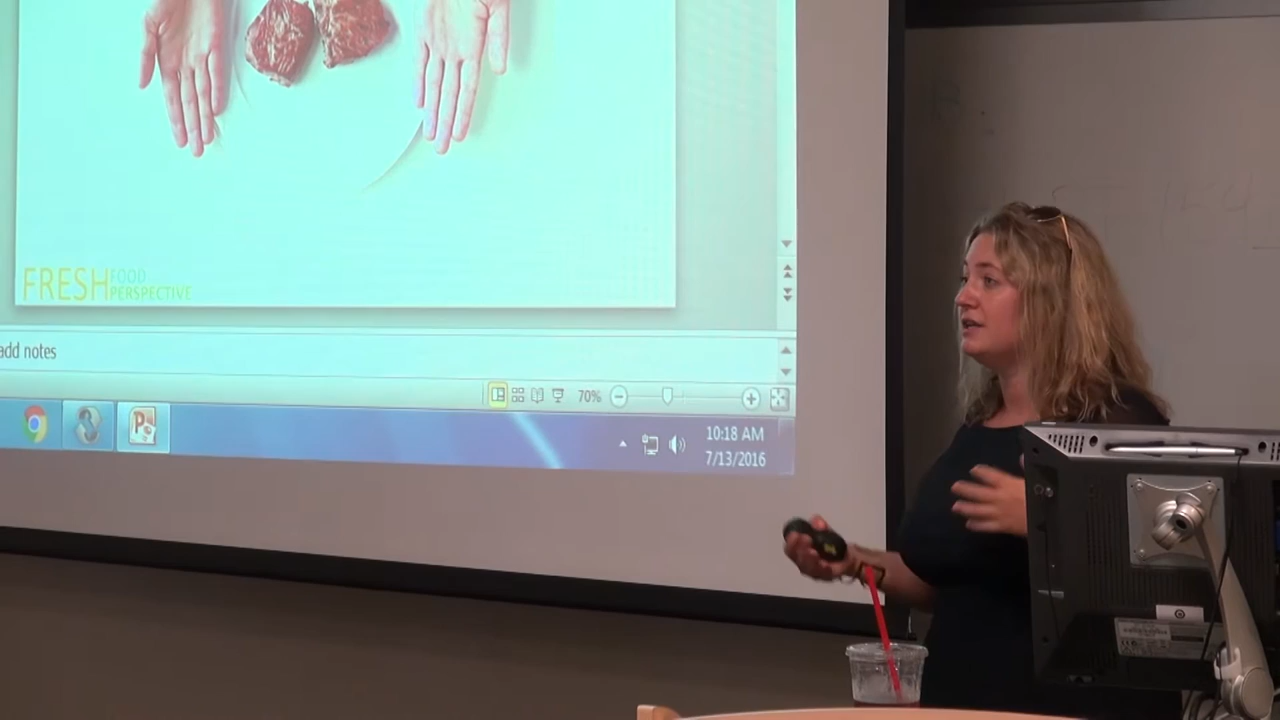 FRESH FOOD
PERSPECTIVE
add notes
70%
10:18 AM
7/13/2016